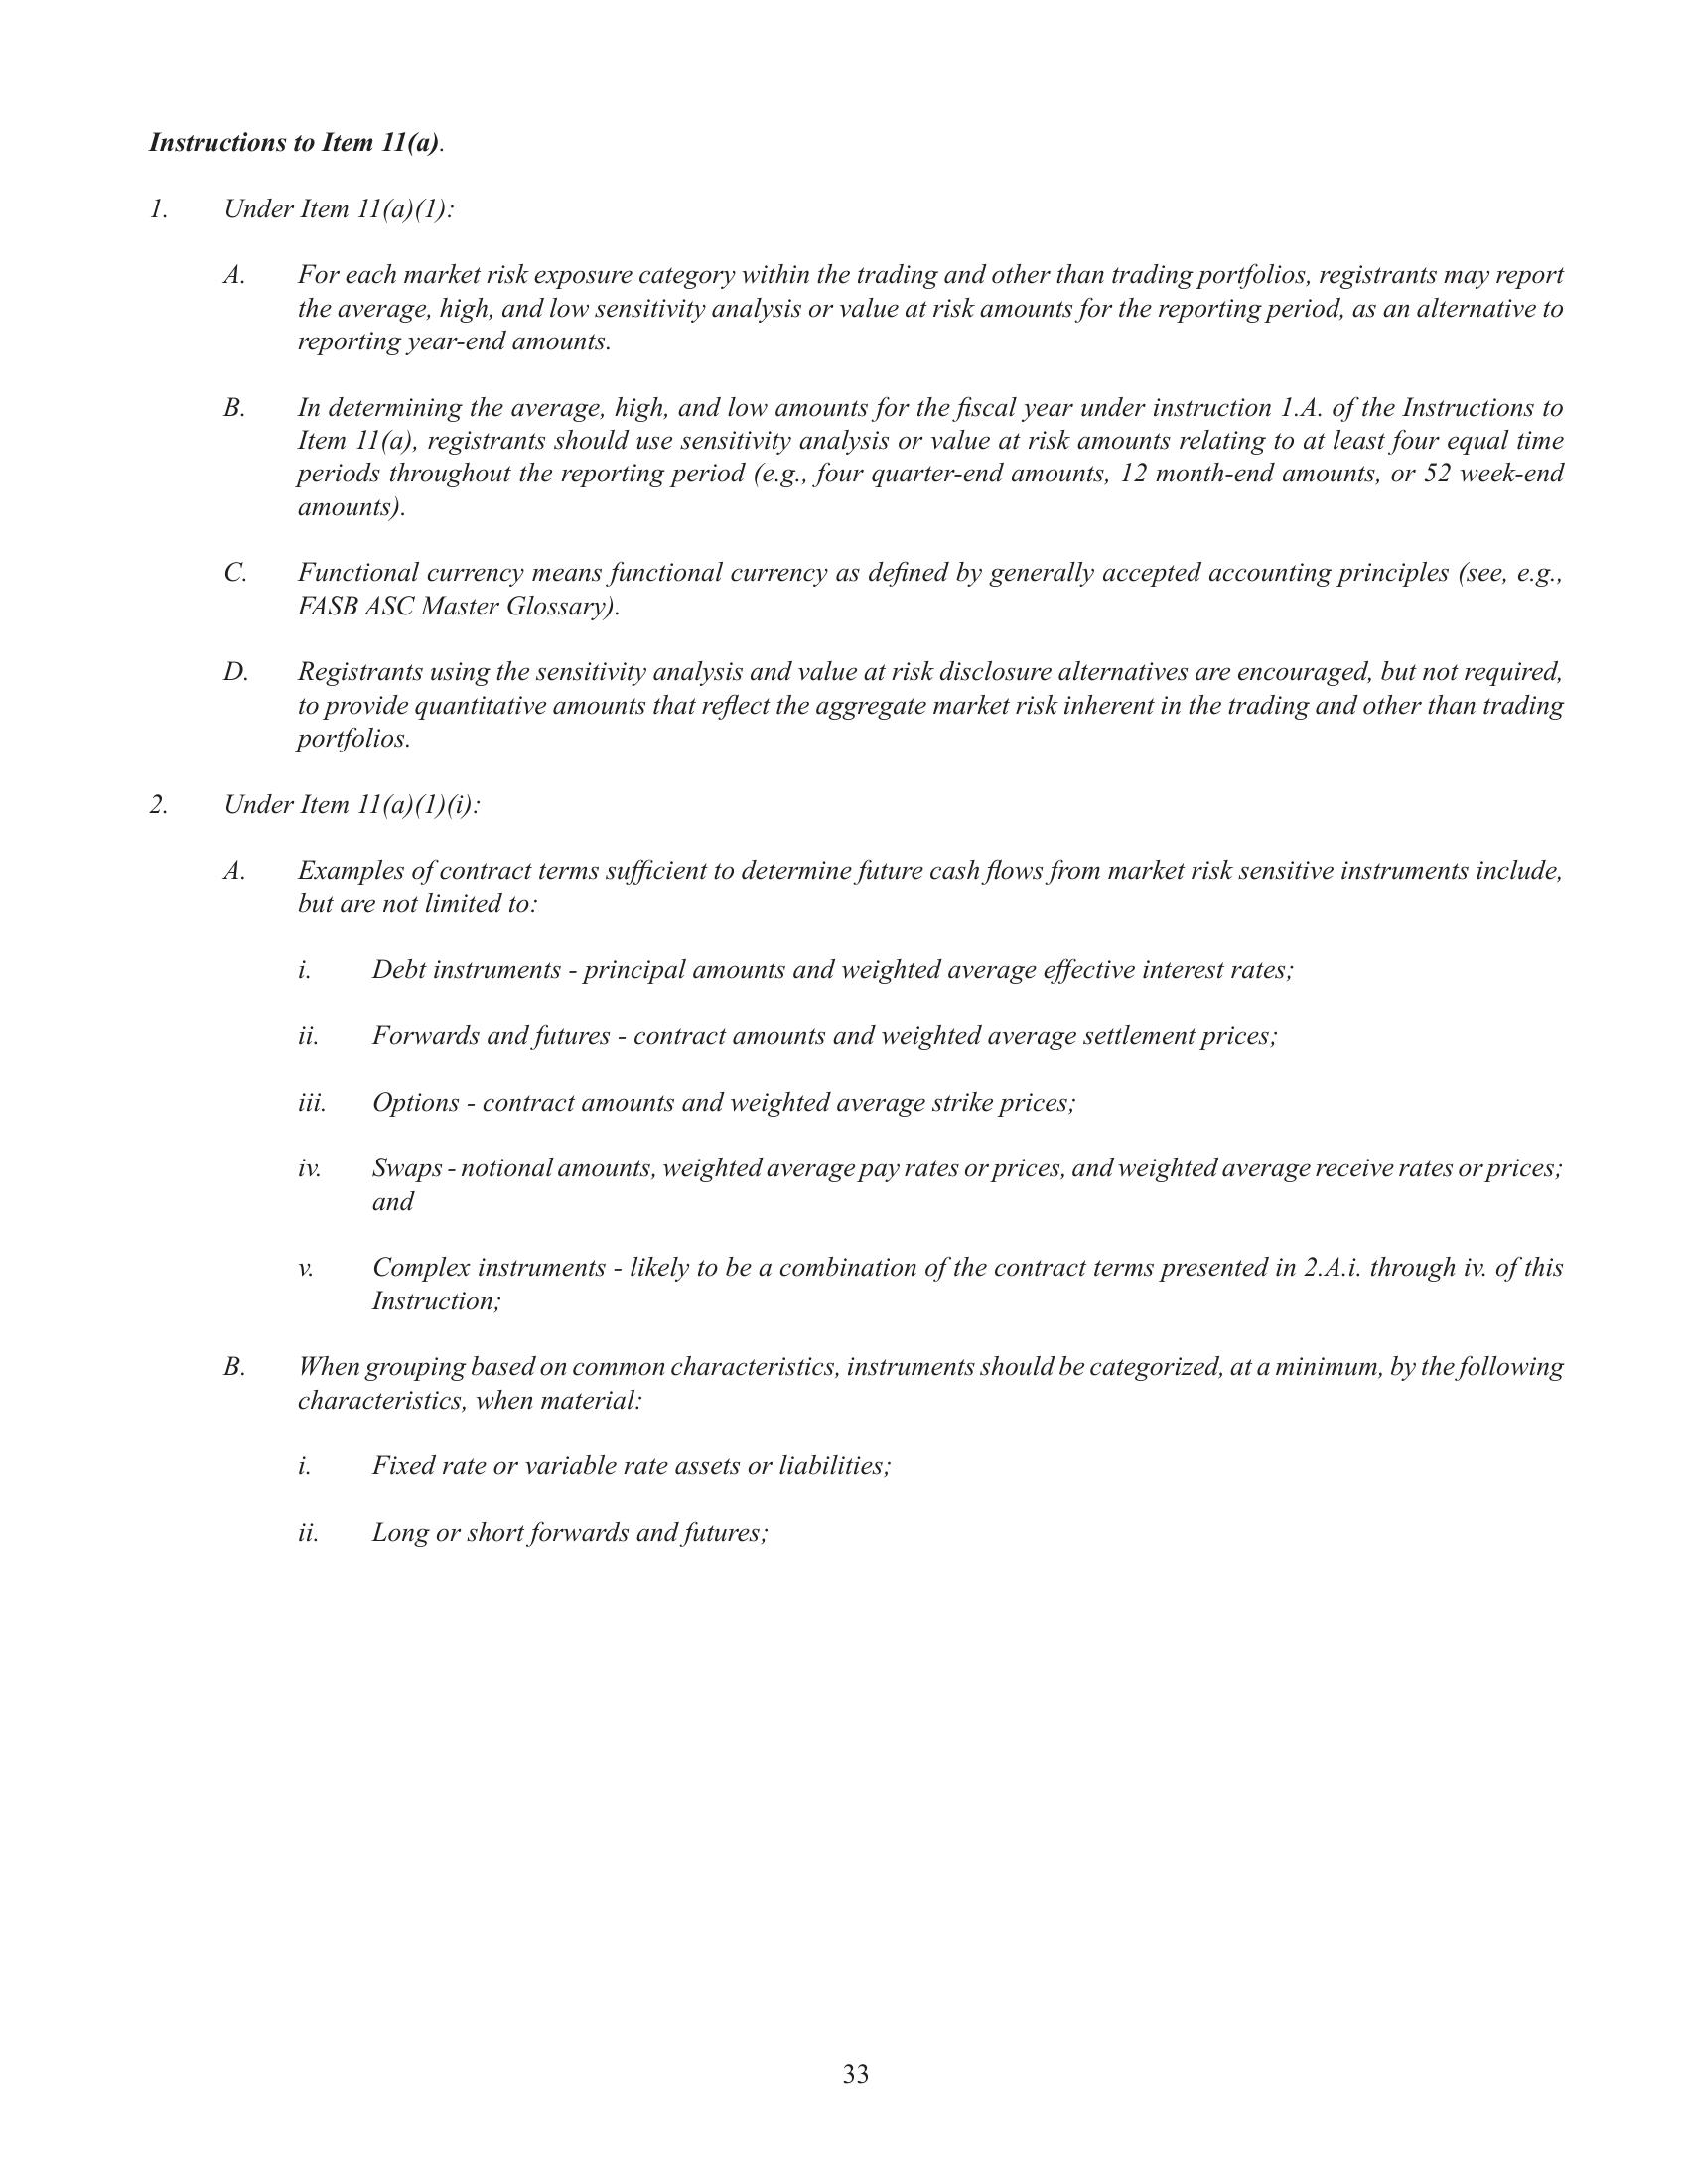 Instructions to Item 11(a).
1. Under Item 11(a)(1):
A. For each market risk exposure category within the trading and other than trading portfolios, registrants may report
the average, high, and low sensitivity analysis or value at risk amounts for the reporting period, as an alternative to
reporting year-end amounts.
B. In determining the average, high, and low amounts for the fiscal year under instruction 1.A. of the Instructions to
Item 11(a), registrants should use sensitivity analysis or value at risk amounts relating to at least four equal time
periods throughout the reporting period (e.g., four quarter-end amounts, 12 month-end amounts, or 52 week-end
amounts).
C. Functional currency means functional currency as defined by generally accepted accounting principles (see, e.g.,
FASB ASC Master Glossary).
D. Registrants using the sensitivity analysis and value at risk disclosure alternatives are encouraged, but not required,
to provide quantitative amounts that reflect the aggregate market risk inherent in the trading and other than trading
portfolios.
2. Under Item 11(a)(1)(i):
A. Examples of contract terms sufficient to determine future cash flows from market risk sensitive instruments include,
but are not limited to:
i. Debt instruments - principal amounts and weighted average effective interest rates;
ii. Forwards and futures - contract amounts and weighted average settlement prices;
iii. Options - contract amounts and weighted average strike prices;
iv. Swaps - notional amounts, weighted average pay rates or prices, and weighted average receive rates or prices;
and
v. Complex instruments - likely to be a combination of the contract terms presented in 2.A.i. through iv. of this
Instruction;
B. When grouping based on common characteristics, instruments should be categorized, at a minimum, by the following
characteristics, when material:
i. Fixed rate or variable rate assets or liabilities;
ii. Long or short forwards and futures;
33